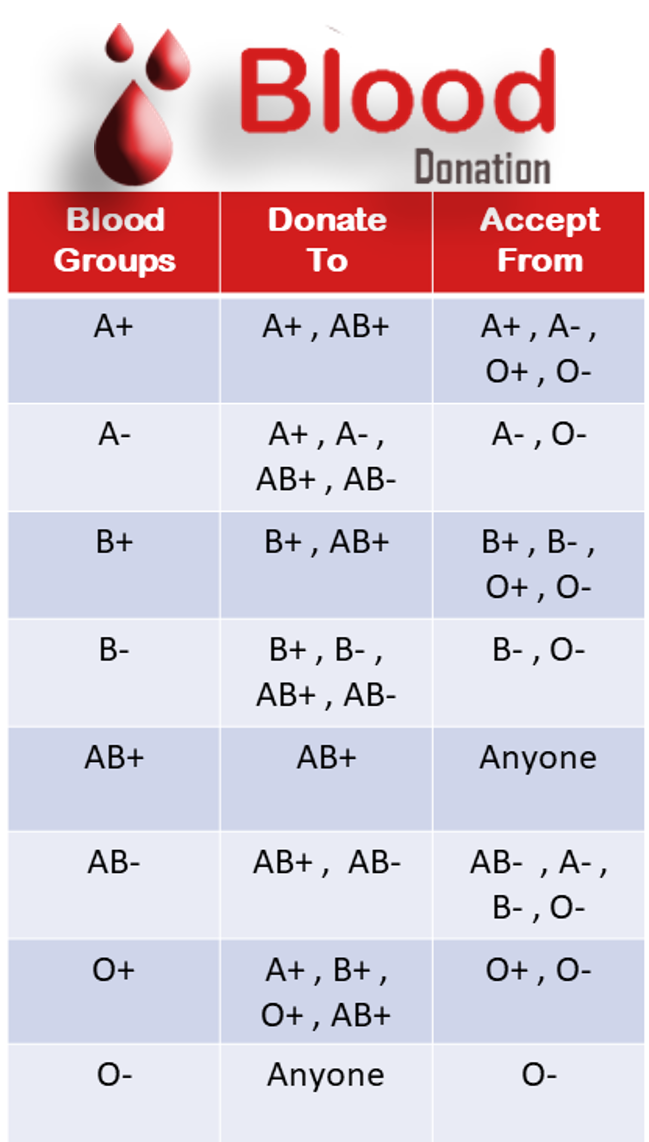 Blood
Donation
Blood Groups | Donate To | Accept From
A+ | A+ , AB+ | A+ , A- , O+ , O-
A- | A+ , A- , AB+ , AB- | A- , O-
B+ | B+ , AB+ | B+ , B- , O+ , O-
B- | B+ , B- , AB+ , AB- | B- , O-
AB+ | AB+ | Anyone
AB- | AB+ , AB- | AB- , A- , B- , O-
O+ | A+ , B+ , O+ , AB+ | O+ , O-
O- | Anyone | O-